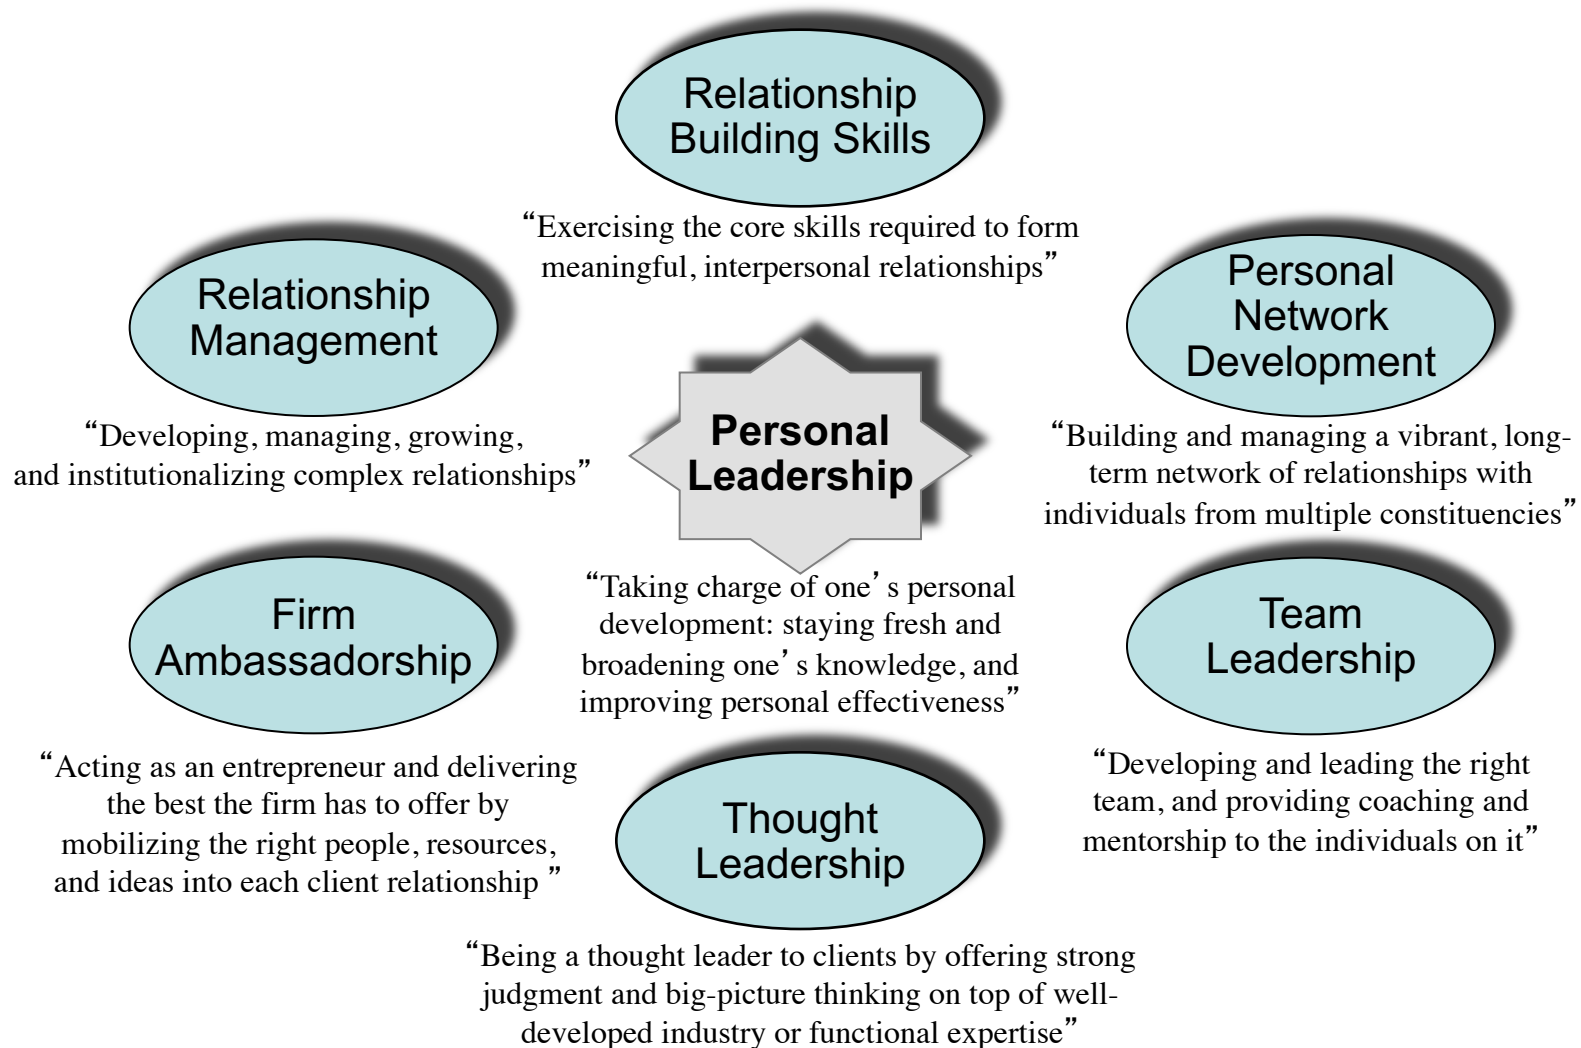 Relationship
Building Skills
“Exercising the core skills required to form
meaningful, interpersonal relationships”
Relationship
Management
“Developing, managing, growing,
and institutionalizing complex relationships”
Personal
Network
Development
“Building and managing a vibrant, long-
term network of relationships with
individuals from multiple constituencies”
Personal
Leadership
“Taking charge of one’s personal
development: staying fresh and
broadening one’s knowledge, and
improving personal effectiveness”
Firm
Ambassadorship
“Acting as an entrepreneur and delivering
the best the firm has to offer by
mobilizing the right people, resources,
and ideas into each client relationship ”
Team
Leadership
“Developing and leading the right
team, and providing coaching and
mentorship to the individuals on it”
Thought
Leadership
“Being a thought leader to clients by offering strong
judgment and big-picture thinking on top of well-
developed industry or functional expertise”